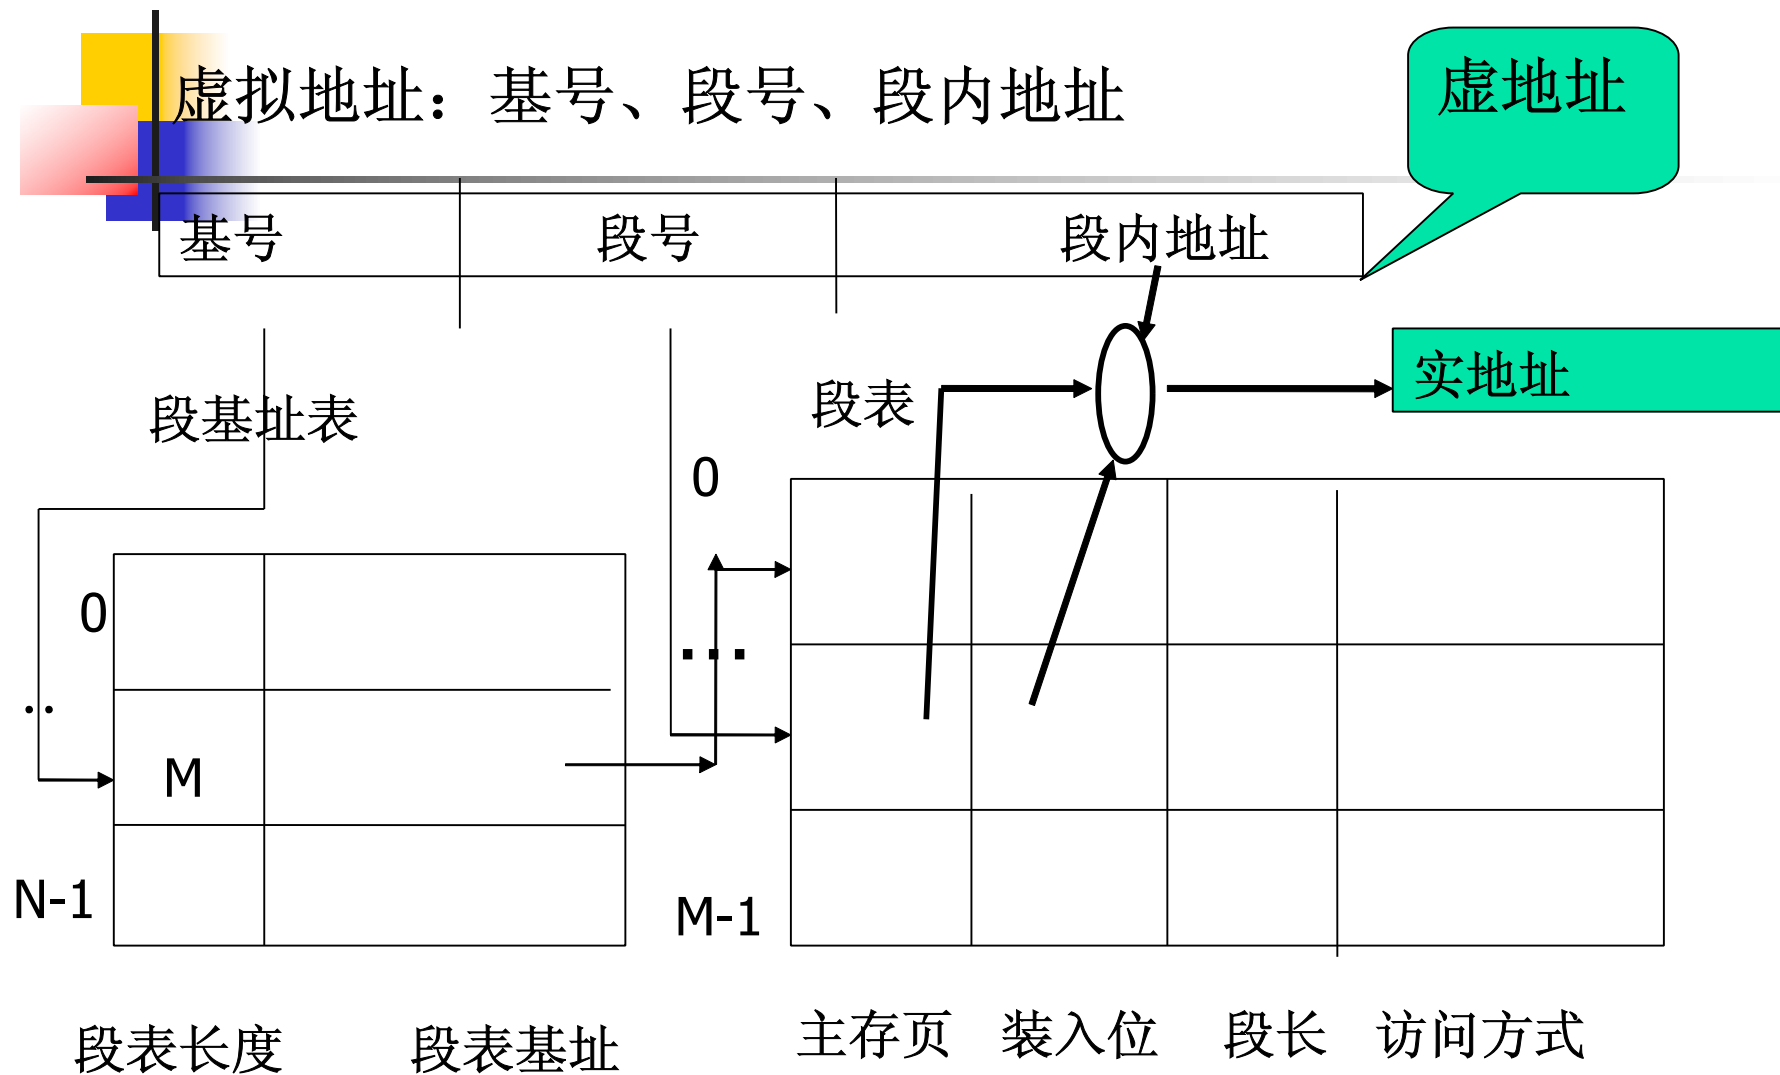 虚拟地址：基号、段号、段内地址
虚地址
基号 段号 段内地址
实地址
段基址表
段表
0
0
...
..
M
N-1
M-1
段表长度 段表基址
主存页 装入位 段长 访问方式